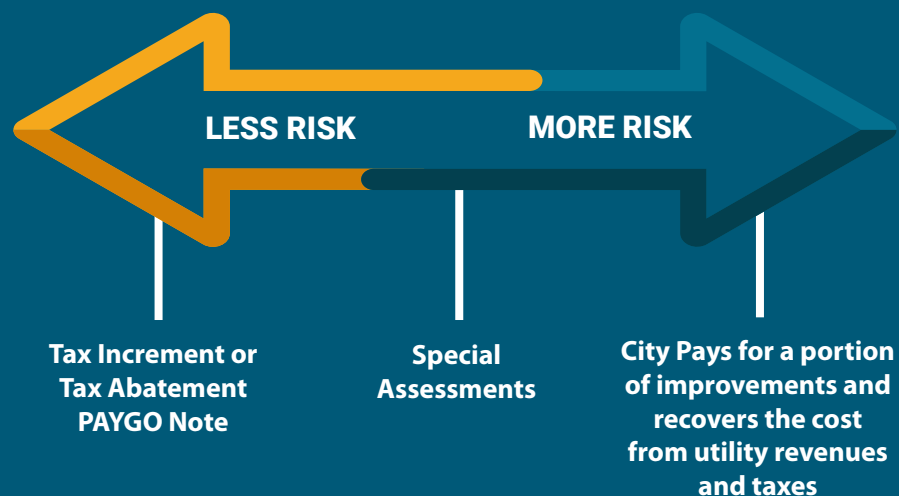 LESS RISK
MORE RISK
Tax Increment or
Tax Abatement
PAYGO Note
Special
Assessments
City Pays for a portion
of improvements and
recovers the cost
from utility revenues
and taxes